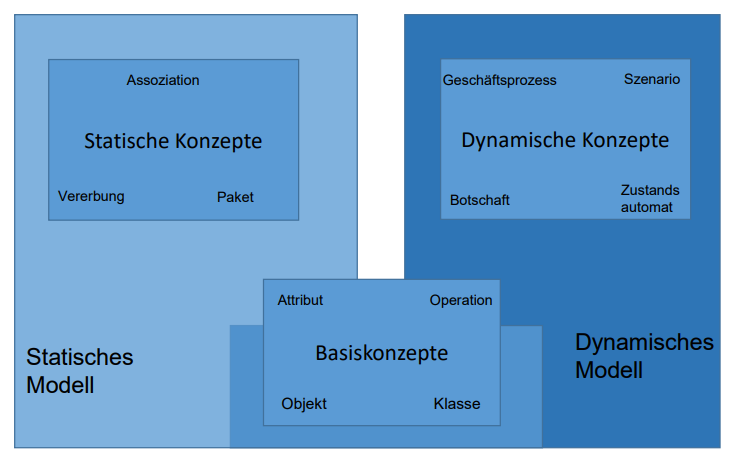 Assoziation
Statische Konzepte
Vererbung
Paket
Geschäftsprozess
Szenario
Dynamische Konzepte
Botschaft
Zustands
automat
Attribut
Operation
Basiskonzepte
Objekt
Klasse
Statisches
Modell
Dynamisches
Modell